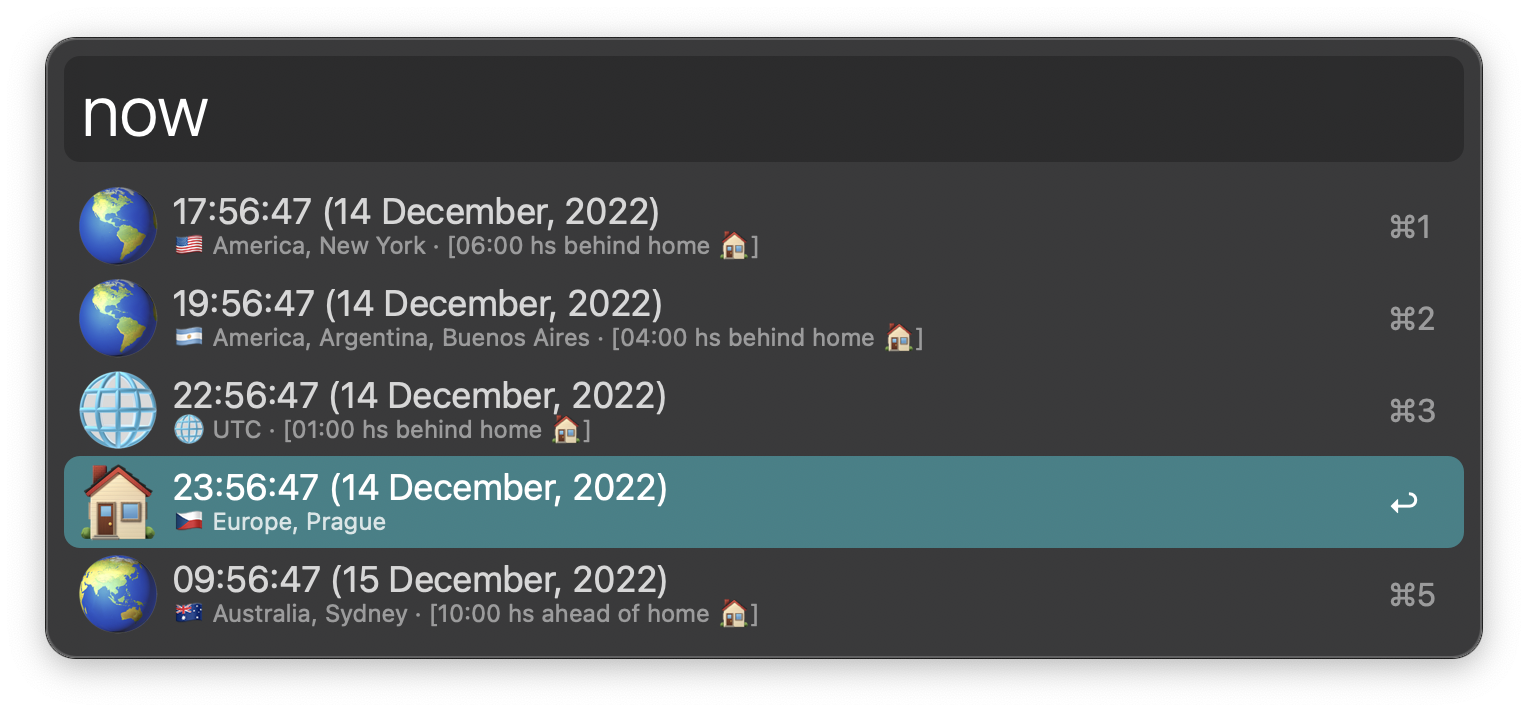 now
17:56:47 (14 December, 2022)
🇺🇸 America, New York · [06:00 hs behind home 🏠]
⌘1
19:56:47 (14 December, 2022)
🇦🇷 America, Argentina, Buenos Aires · [04:00 hs behind home 🏠]
⌘2
22:56:47 (14 December, 2022)
🌐 UTC · [01:00 hs behind home 🏠]
⌘3
23:56:47 (14 December, 2022)
🇨🇿 Europe, Prague
↩
09:56:47 (15 December, 2022)
🇦🇺 Australia, Sydney · [10:00 hs ahead of home 🏠]
⌘5